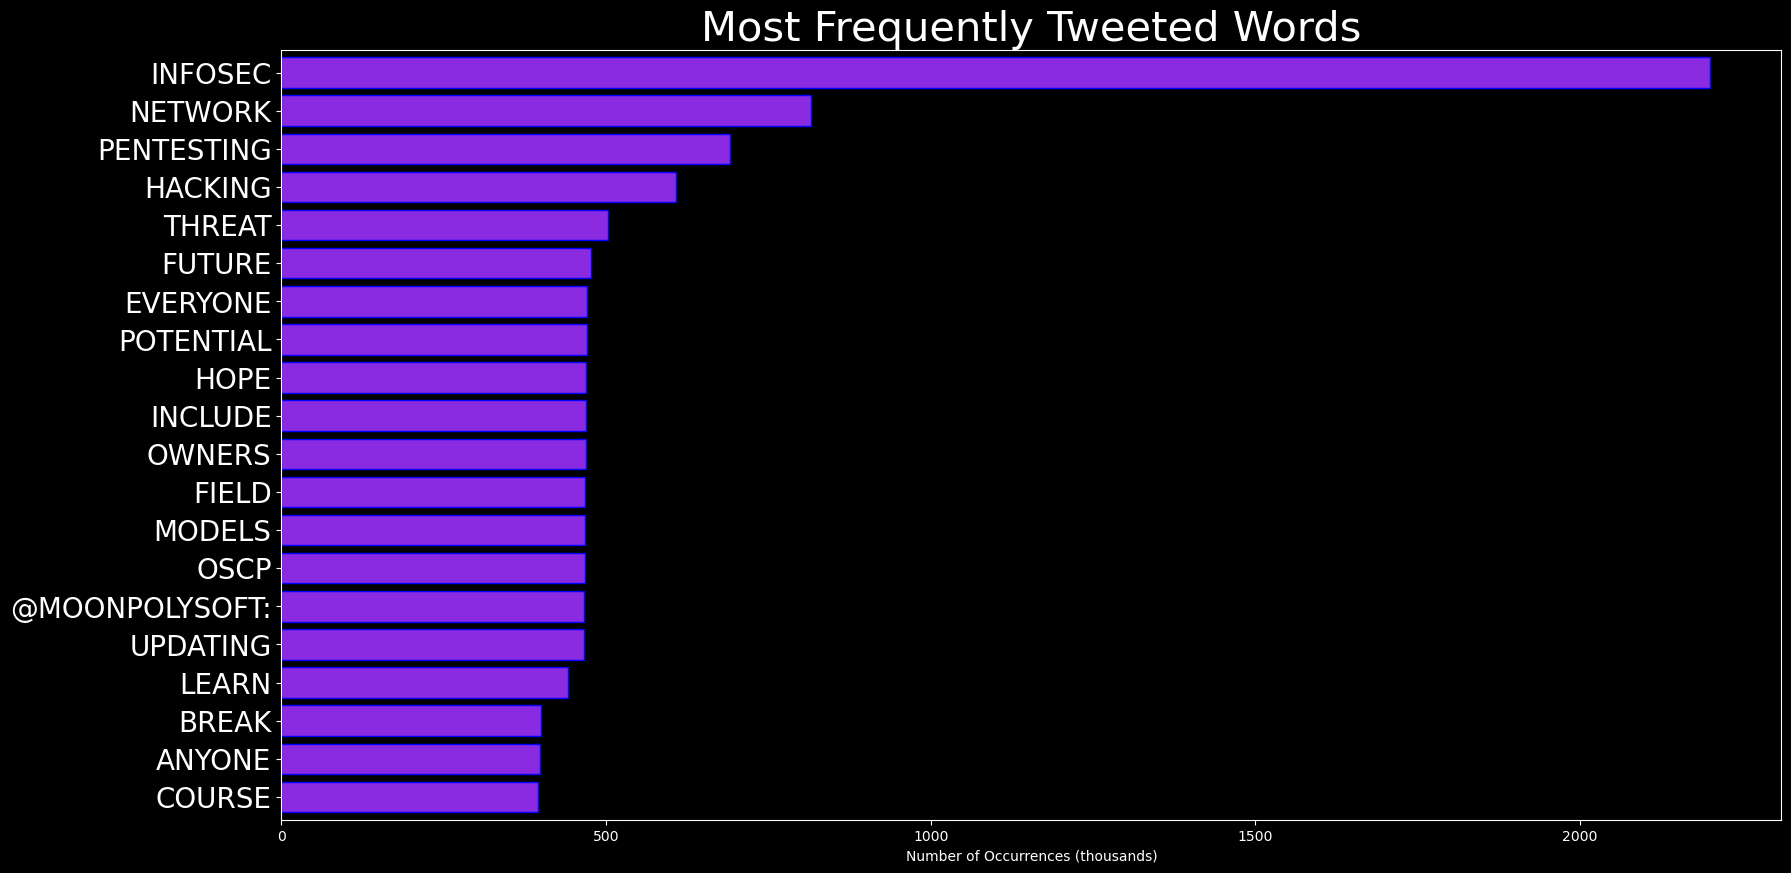 Most Frequently Tweeted Words
INFOSEC
NETWORK
PENTESTING
HACKING
THREAT
FUTURE
EVERYONE
POTENTIAL
HOPE
INCLUDE
OWNERS
FIELD
MODELS
OSCP
@MOONPOLYSOFT:
UPDATING
LEARN
BREAK
ANYONE
COURSE
0 500 1000 1500 2000
Number of Occurrences (thousands)